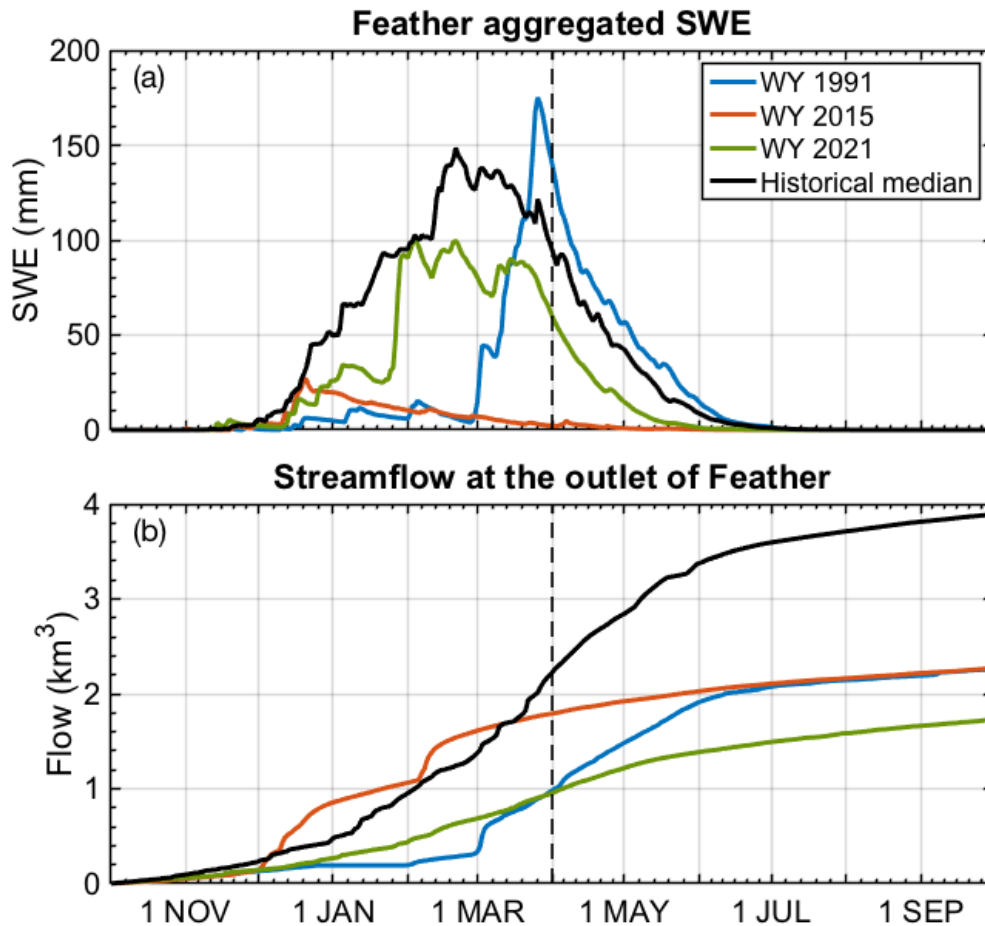 Feather aggregated SWE
(a)
200
150
100
50
0
SWE (mm)
WY 1991
WY 2015
WY 2021
Historical median
Streamflow at the outlet of Feather
(b)
4
3
2
1
0
Flow (km³)
1 NOV 1 JAN 1 MAR 1 MAY 1 JUL 1 SEP